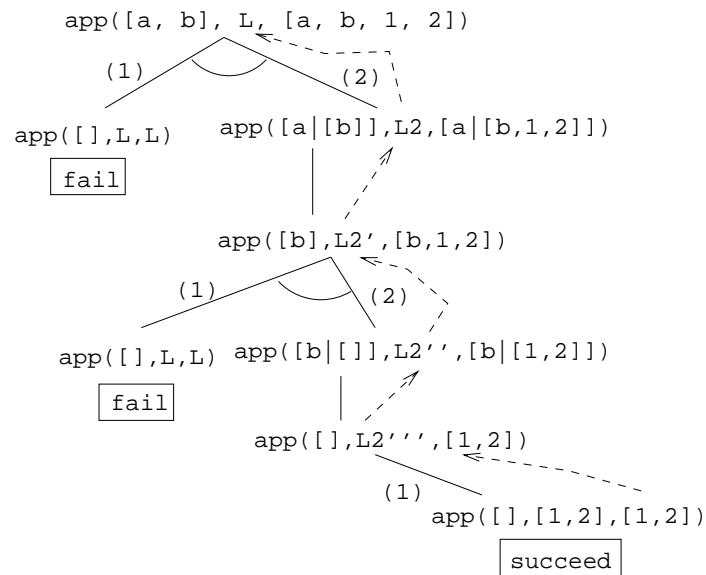 app([a, b], L, [a, b, 1, 2])
(1)
(2)
app([],L,L)
app([a|[b]],L2,[a|[b,1,2]])
fail
app([b],L2',[b,1,2])
(1)
(2)
app([],L,L)
app([b|[]],L2'',[b|[1,2]])
fail
app([],L2''',[1,2])
(1)
app([],[1,2],[1,2])
succeed